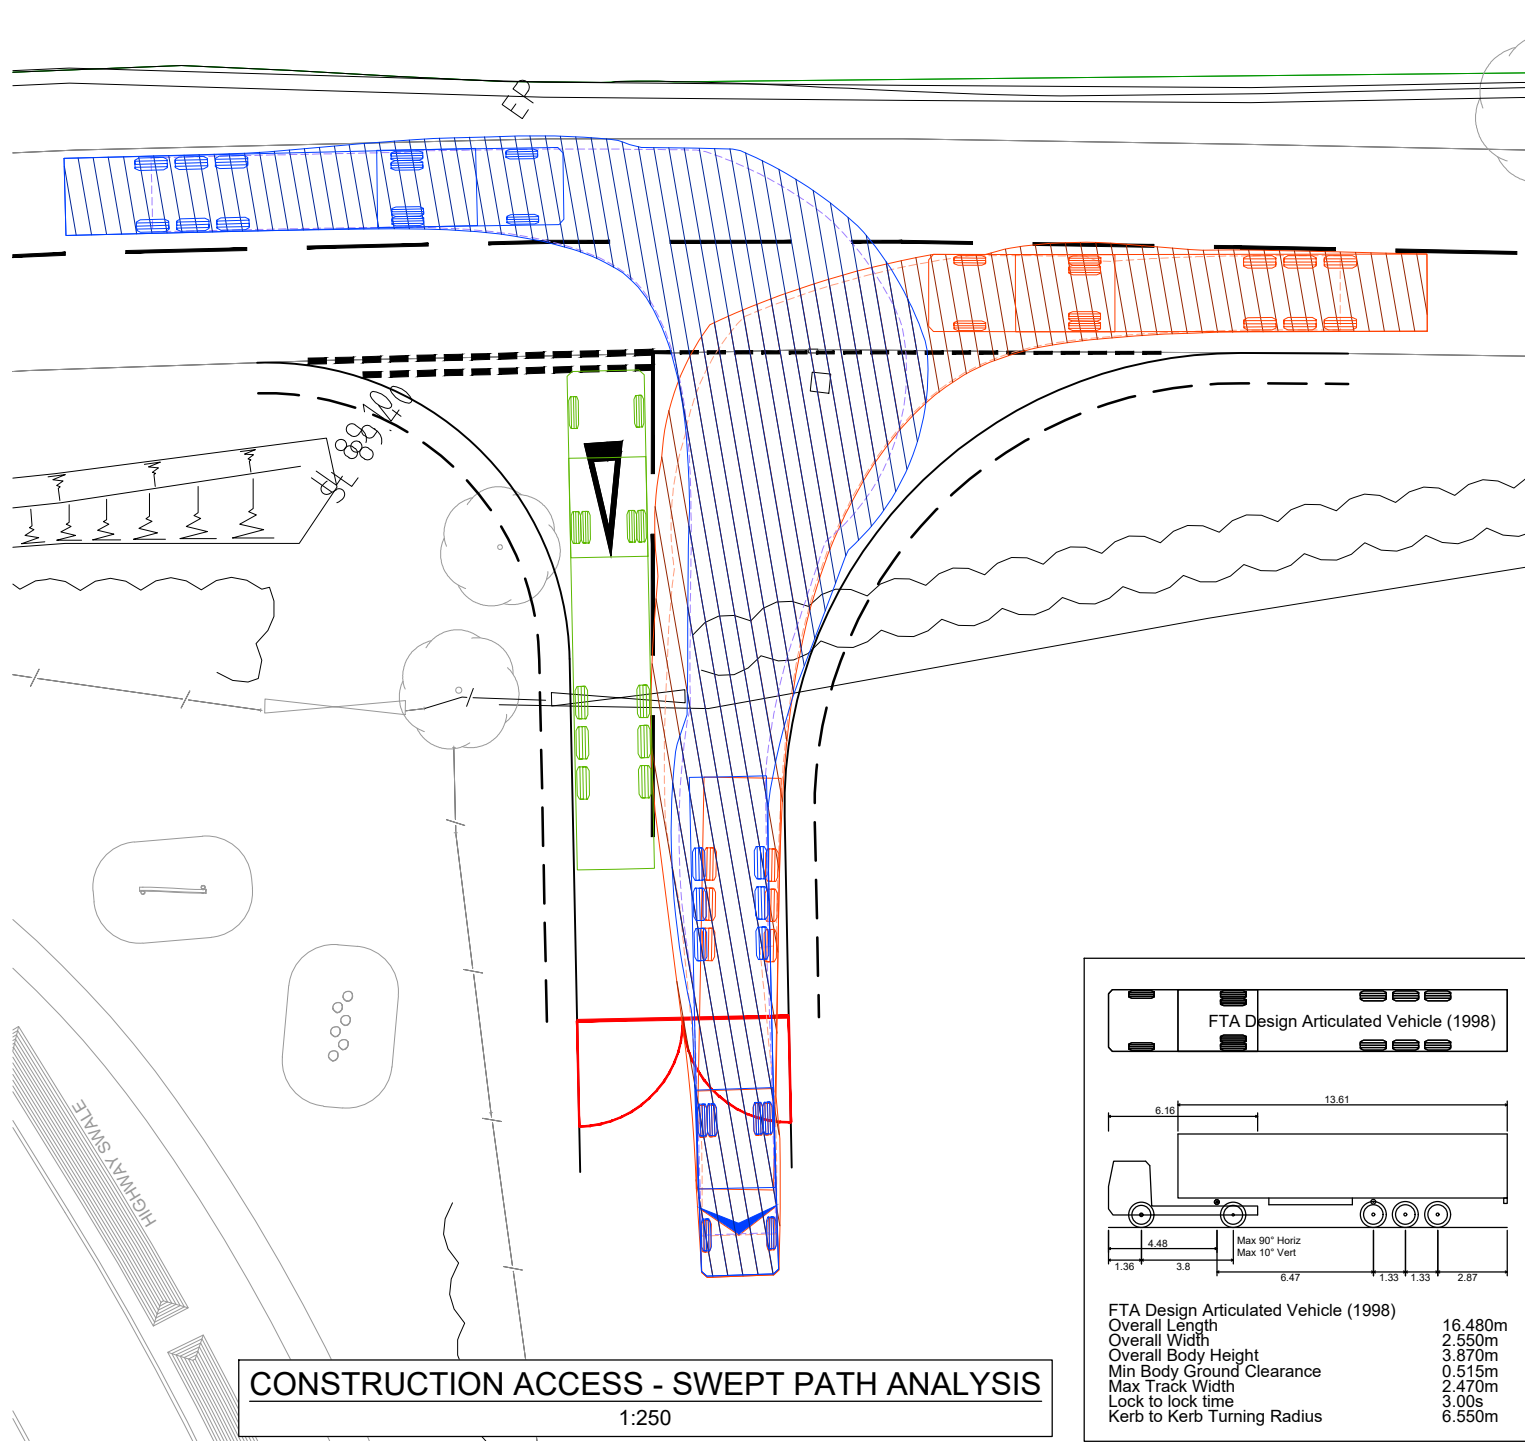 EP
IL 89.140
HIGHWAY SWALE
FTA Design Articulated Vehicle (1998)
13.61
6.16
4.48
Max 90° Horiz
Max 10° Vert
1.36
3.8
6.47
1.33
1.33
2.87
FTA Design Articulated Vehicle (1998)
Overall Length 16.480m
Overall Width 2.550m
Overall Body Height 3.870m
Min Body Ground Clearance 0.515m
Max Track Width 2.470m
Lock to lock time 3.00s
Kerb to Kerb Turning Radius 6.550m
CONSTRUCTION ACCESS - SWEPT PATH ANALYSIS
1:250